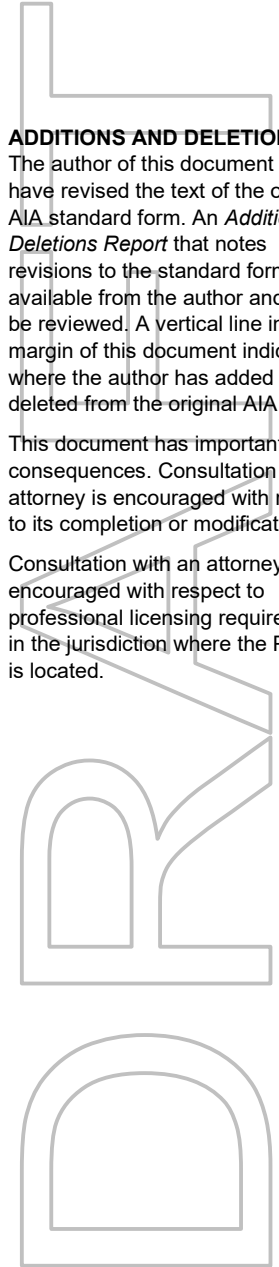 ADDITIONS AND DELETION
The author of this document
have revised the text of the o
AIA standard form. An Additi
Deletions Report that notes
revisions to the standard for
available from the author and
be reviewed. A vertical line in
margin of this document indic
where the author has added
deleted from the original AIA
This document has important
consequences. Consultation
attorney is encouraged with r
to its completion or modificat
Consultation with an attorney
encouraged with respect to
professional licensing require
in the jurisdiction where the P
is located.
DRAFT